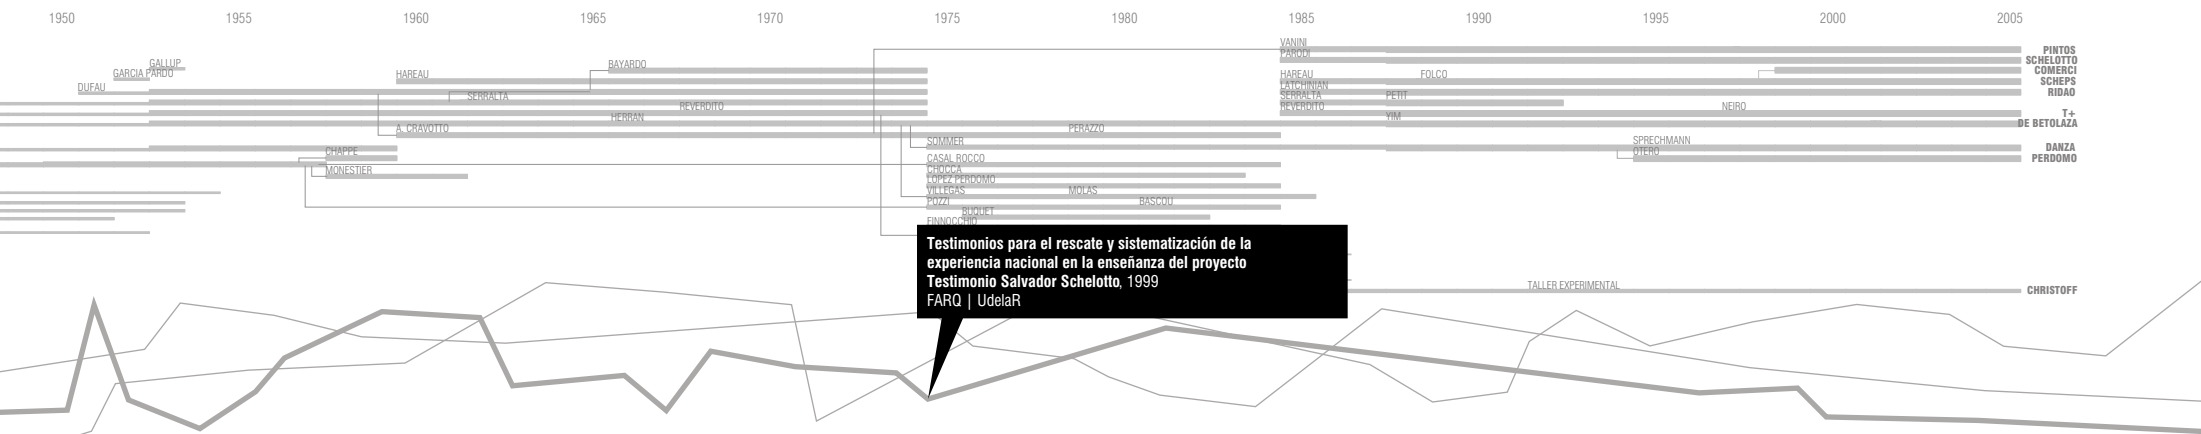 1950 1955 1960 1965 1970 1975 1980 1985 1990 1995 2000 2005
VANINI
PINTOS
PARODI
SCHELOTTO
GALLUP
BAYARDO
COMERCI
GARCIA PARDO
HAREAU
HAREAU
FOLCO
SCHEPS
DUFAU
LATCHINIAN
RIDAO
SERRALTA
SERRALTA
PETIT
REVERDITO
REVERDITO
NEIRO
T+
HERRAN
YIM
DE BETOLAZA
A. CRAVOTTO
PERAZZO
SOMMER
SPRECHMANN
DANZA
CHAPPE
OTERO
PERDOMO
CASAL ROCCO
MONESTIER
CHOCCA
LOPEZ PERDOMO
VILLEGAS
MOLAS
POZZI
BASCOU
BUQUET
FINNOCCHIO
Testimonios para el rescate y sistematización de la
experiencia nacional en la enseñanza del proyecto
Testimonio Salvador Schelotto, 1999
FARQ | UdelaR
TALLER EXPERIMENTAL
CHRISTOFF